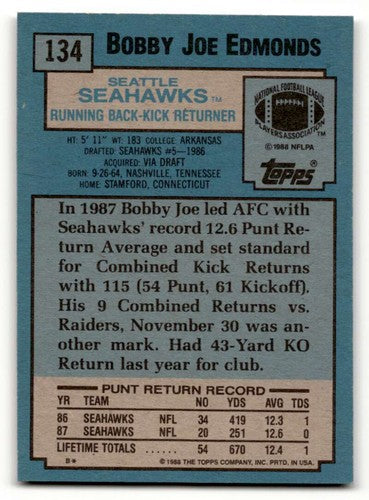 134
BOBBY JOE EDMONDS
SEATTLE
SEAHAWKS™
RUNNING BACK-KICK RETURNER
HT: 5' 11" WT: 183 COLLEGE: ARKANSAS
DRAFTED: SEAHAWKS #5—1986
ACQUIRED: VIA DRAFT
BORN: 9-26-64, NASHVILLE, TENNESSEE
HOME: STAMFORD, CONNECTICUT
NATIONAL FOOTBALL LEAGUE
PLAYERS ASSOCIATION
©1988 NFLPA
TOPPS®
In 1987 Bobby Joe led AFC with
Seahawks' record 12.6 Punt Re-
turn Average and set standard
for Combined Kick Returns
with 115 (54 Punt, 61 Kickoff).
His 9 Combined Returns vs.
Raiders, November 30 was an-
other mark. Had 43-Yard KO
Return last year for club.
PUNT RETURN RECORD
YR TEAM NO YDS AVG TDS
86 SEAHAWKS NFL 34 419 12.3 1
87 SEAHAWKS NFL 20 251 12.6 0
LIFETIME TOTALS 54 670 12.4 1
B* ©1988 THE TOPPS COMPANY, INC. PRTD. IN U.S.A.